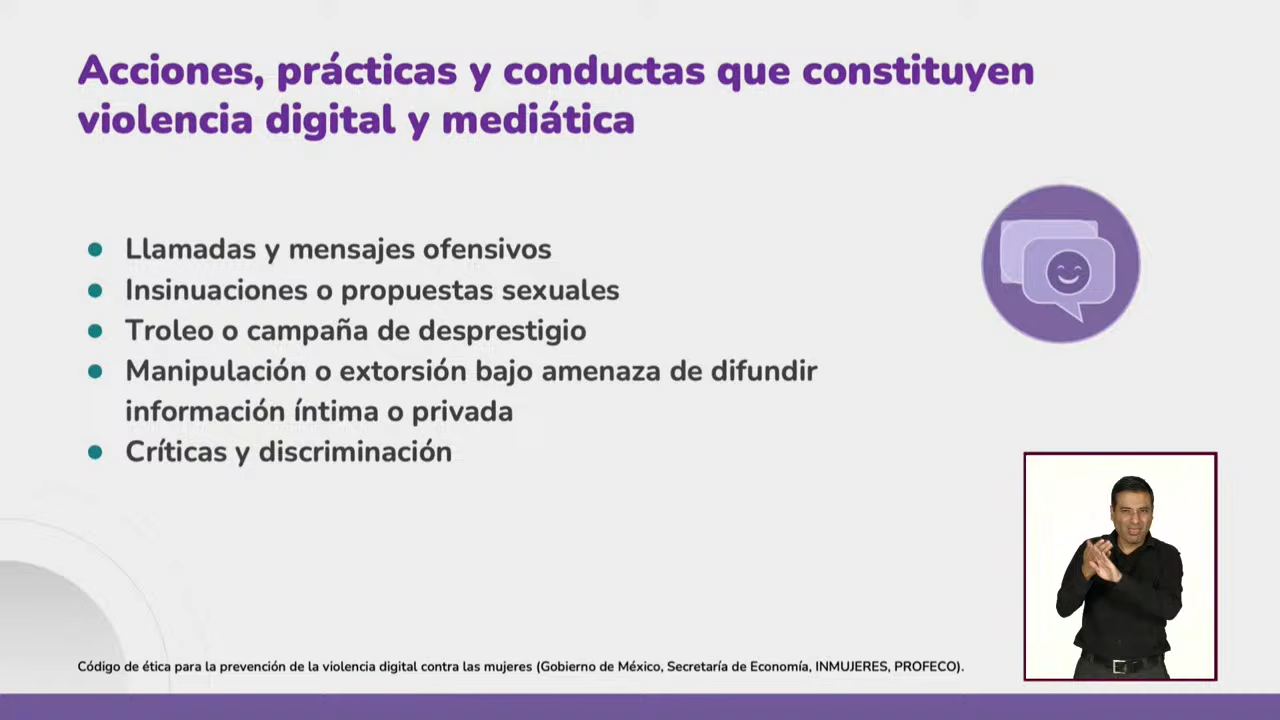 Acciones, prácticas y conductas que constituyen
violencia digital y mediática
Llamadas y mensajes ofensivos
Insinuaciones o propuestas sexuales
Troleo o campaña de desprestigio
Manipulación o extorsión bajo amenaza de difundir
información íntima o privada
Críticas y discriminación
Código de ética para la prevención de la violencia digital contra las mujeres (Gobierno de México, Secretaría de Economía, INMUJERES, PROFECO).